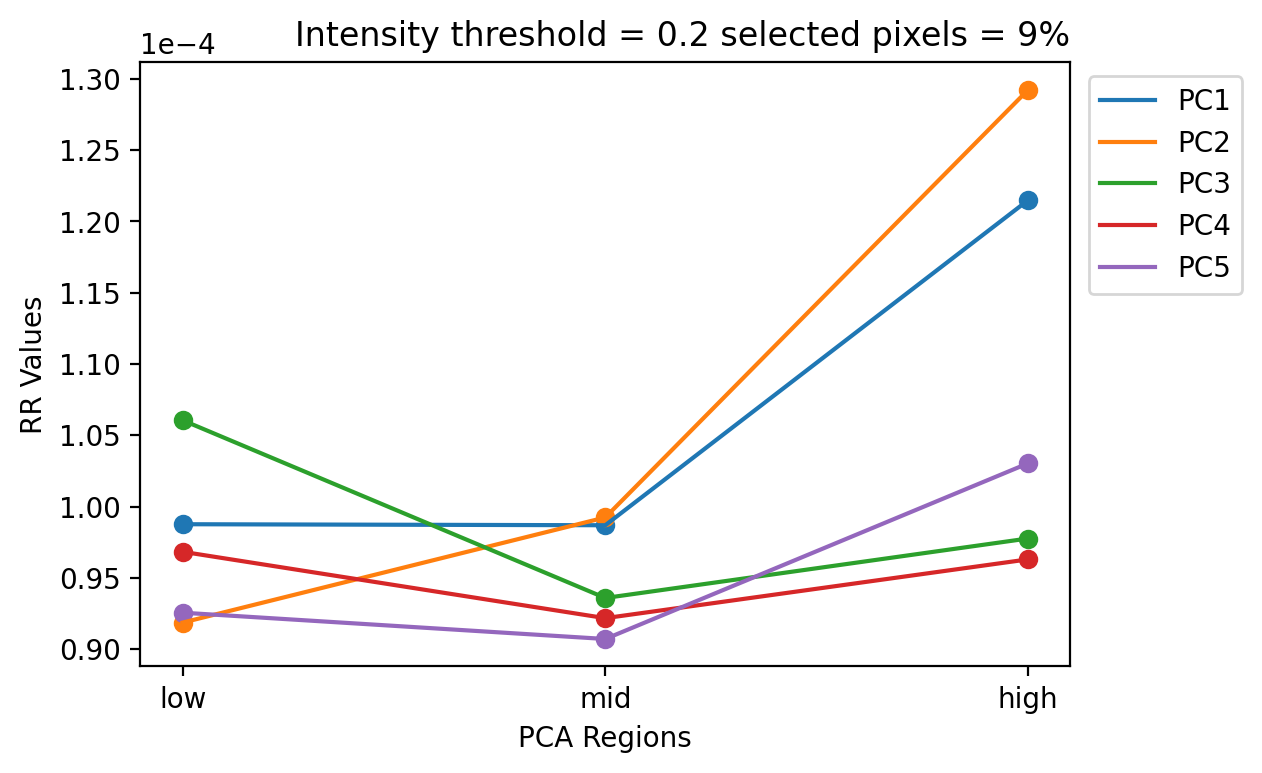 Intensity threshold = 0.2 selected pixels = 9%
1e−4
1.30
1.25
1.20
1.15
1.10
1.05
1.00
0.95
0.90
RR Values
low
mid
high
PCA Regions
PC1
PC2
PC3
PC4
PC5